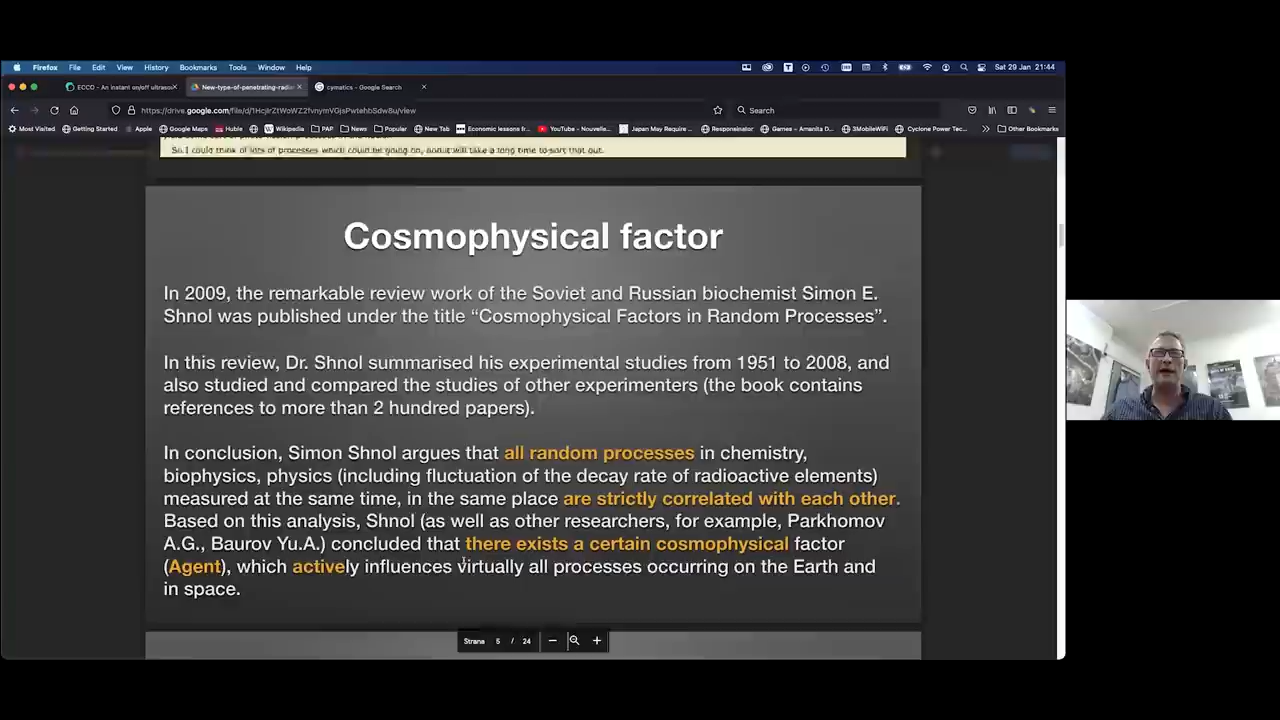 Firefox File Edit View History Bookmarks Tools Window Help Sat 29 Jan 21:44
ECCO - An instant on/off ultrasou New-type-of-penetrating-radia cymatics - Google Search
https://drive.google.com/file/d/1HcjIrZtWoWZ2fvnymVGjsPwtehbSdw8u/view Search
Most Visited Getting Started Apple Google Maps Huble Wikipedia PAP News Popular New Tab Economic lessons fr... YouTube - Nouvelle... Japan May Require ... Responsinator Games – Amanita D... 3MobileWiFi Cyclone Power Tec... Other Bookmarks
So I could think of lots of processes which could be going on, and it will take a long time to sort that out.
Cosmophysical factor
In 2009, the remarkable review work of the Soviet and Russian biochemist Simon E.
Shnol was published under the title “Cosmophysical Factors in Random Processes”.
In this review, Dr. Shnol summarised his experimental studies from 1951 to 2008, and
also studied and compared the studies of other experimenters (the book contains
references to more than 2 hundred papers).
In conclusion, Simon Shnol argues that all random processes in chemistry,
biophysics, physics (including fluctuation of the decay rate of radioactive elements)
measured at the same time, in the same place are strictly correlated with each other.
Based on this analysis, Shnol (as well as other researchers, for example, Parkhomov
A.G., Baurov Yu.A.) concluded that there exists a certain cosmophysical factor
(Agent), which actively influences virtually all processes occurring on the Earth and
in space.
Strana 5 / 24